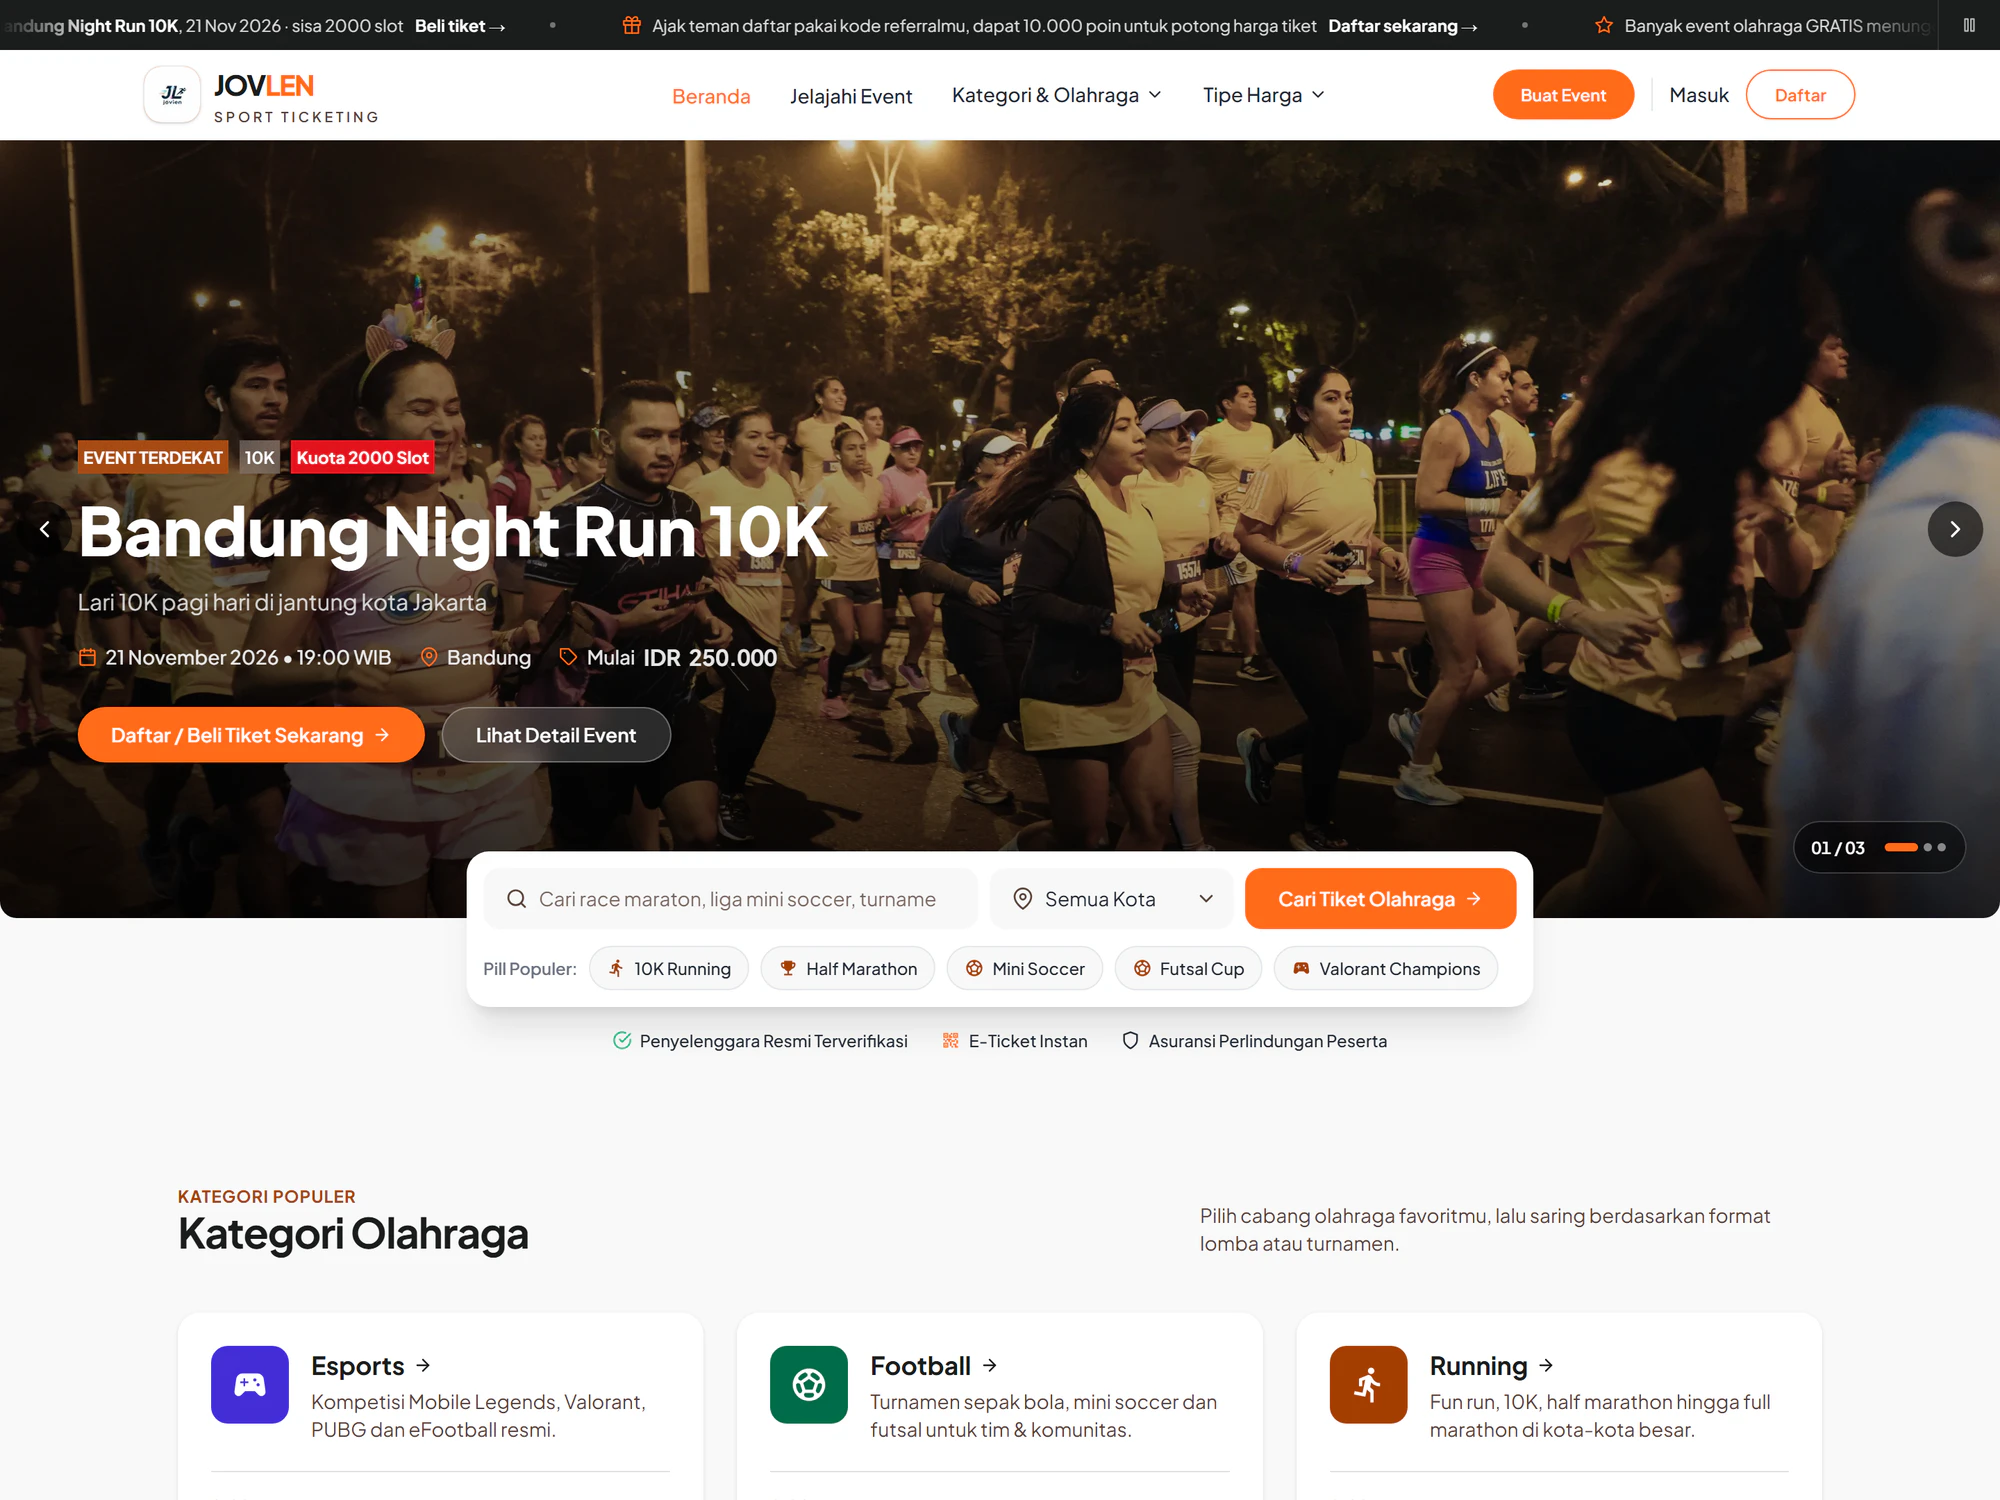 andung Night Run 10K, 21 Nov 2026 · sisa 2000 slot Beli tiket → • Ajak teman daftar pakai kode referralmu, dapat 10.000 poin untuk potong harga tiket Daftar sekarang → • Banyak event olahraga GRATIS menung
JL
jovlen
JOVLEN
SPORT TICKETING
Beranda
Jelajahi Event
Kategori & Olahraga
Tipe Harga
Buat Event
Masuk
Daftar
EVENT TERDEKAT
10K
Kuota 2000 Slot
Bandung Night Run 10K
Lari 10K pagi hari di jantung kota Jakarta
21 November 2026 • 19:00 WIB
Bandung
Mulai IDR 250.000
Daftar / Beli Tiket Sekarang →
Lihat Detail Event
LIFE
15574
01 / 03
Cari race maraton, liga mini soccer, turname
Semua Kota
Cari Tiket Olahraga →
Pill Populer:
10K Running
Half Marathon
Mini Soccer
Futsal Cup
Valorant Champions
Penyelenggara Resmi Terverifikasi
E-Ticket Instan
Asuransi Perlindungan Peserta
KATEGORI POPULER
Kategori Olahraga
Pilih cabang olahraga favoritmu, lalu saring berdasarkan format
lomba atau turnamen.
Esports →
Kompetisi Mobile Legends, Valorant,
PUBG dan eFootball resmi.
Football →
Turnamen sepak bola, mini soccer dan
futsal untuk tim & komunitas.
Running →
Fun run, 10K, half marathon hingga full
marathon di kota-kota besar.